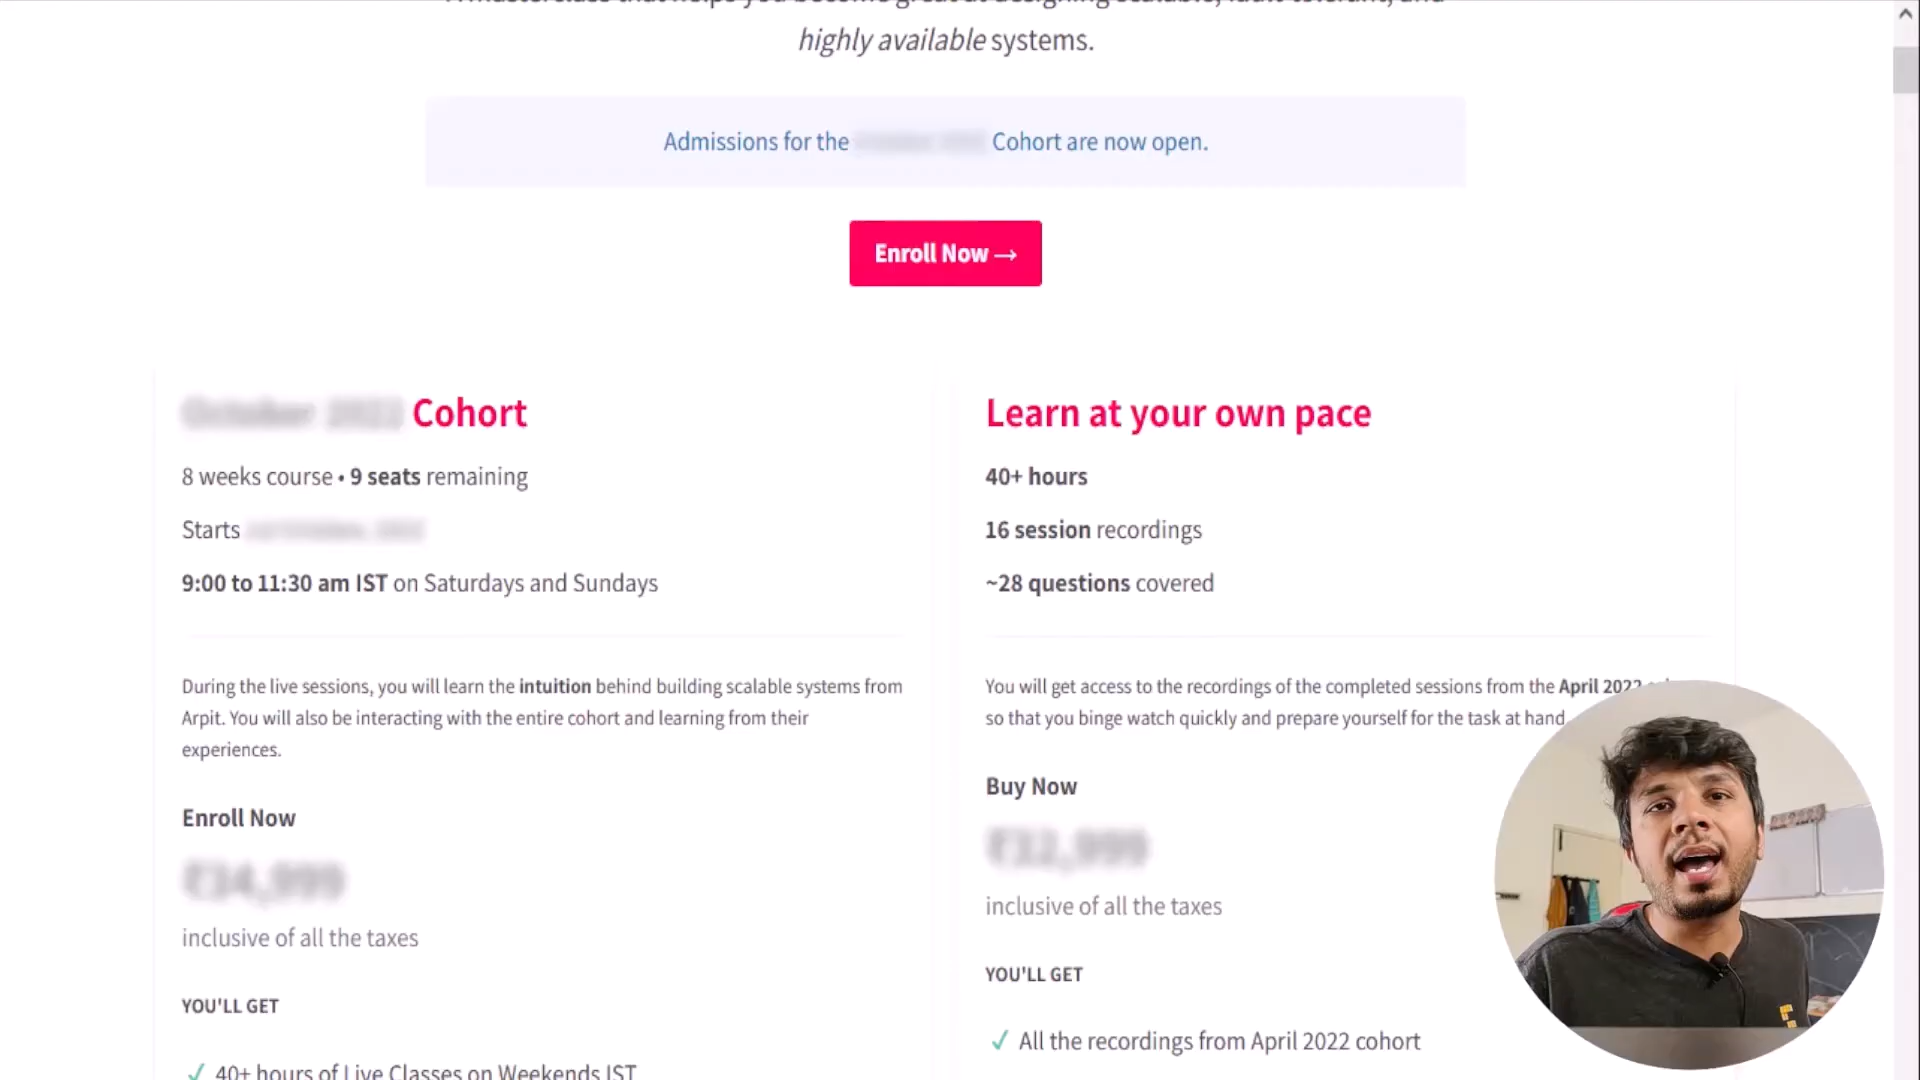 highly available systems.
Admissions for the Cohort are now open.
Enroll Now →
Cohort
8 weeks course • 9 seats remaining
Starts
9:00 to 11:30 am IST on Saturdays and Sundays
During the live sessions, you will learn the intuition behind building scalable systems from
Arpit. You will also be interacting with the entire cohort and learning from their
experiences.
Enroll Now
inclusive of all the taxes
YOU'LL GET
✓ 40+ hours of Live Classes on Weekends IST
Learn at your own pace
40+ hours
16 session recordings
~28 questions covered
You will get access to the recordings of the completed sessions from the April 2022
so that you binge watch quickly and prepare yourself for the task at hand
Buy Now
inclusive of all the taxes
YOU'LL GET
✓ All the recordings from April 2022 cohort